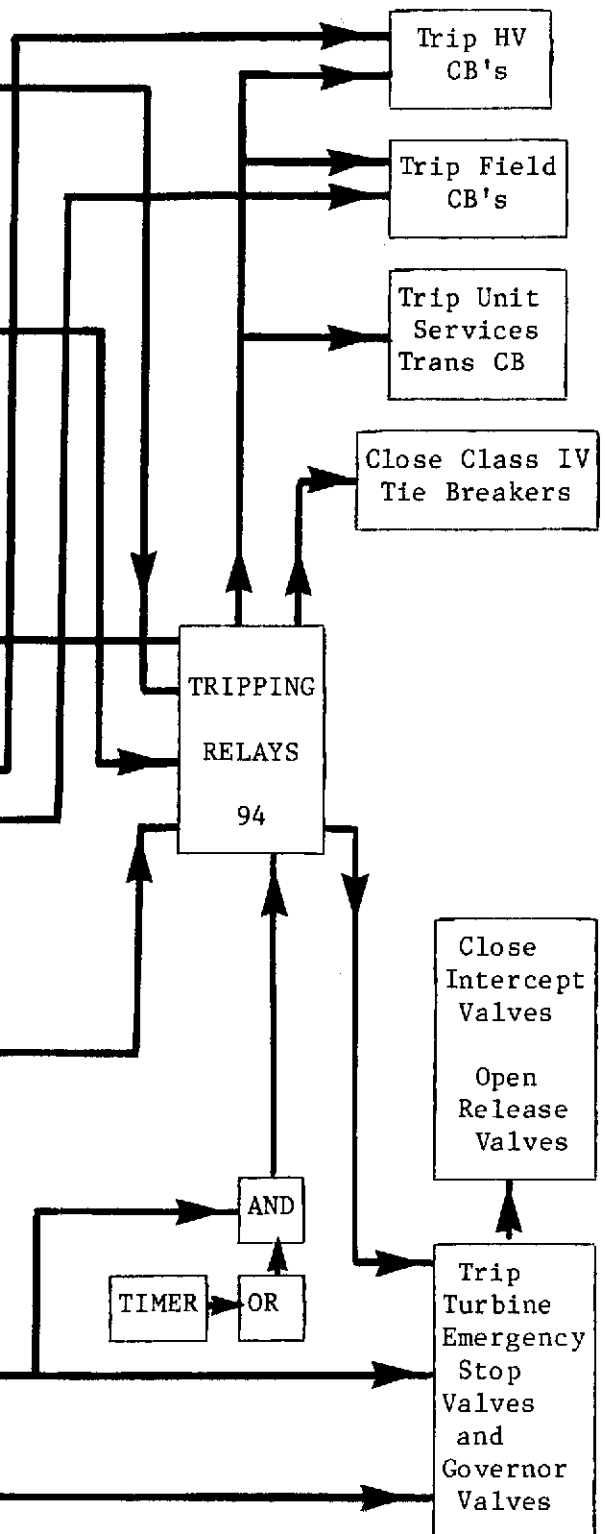 Trip HV
CB's
Trip Field
CB's
Trip Unit
Services
Trans CB
Close Class IV
Tie Breakers
TRIPPING
RELAYS
94
Close
Intercept
Valves
Open
Release
Valves
AND
TIMER
OR
Trip
Turbine
Emergency
Stop
Valves
and
Governor
Valves